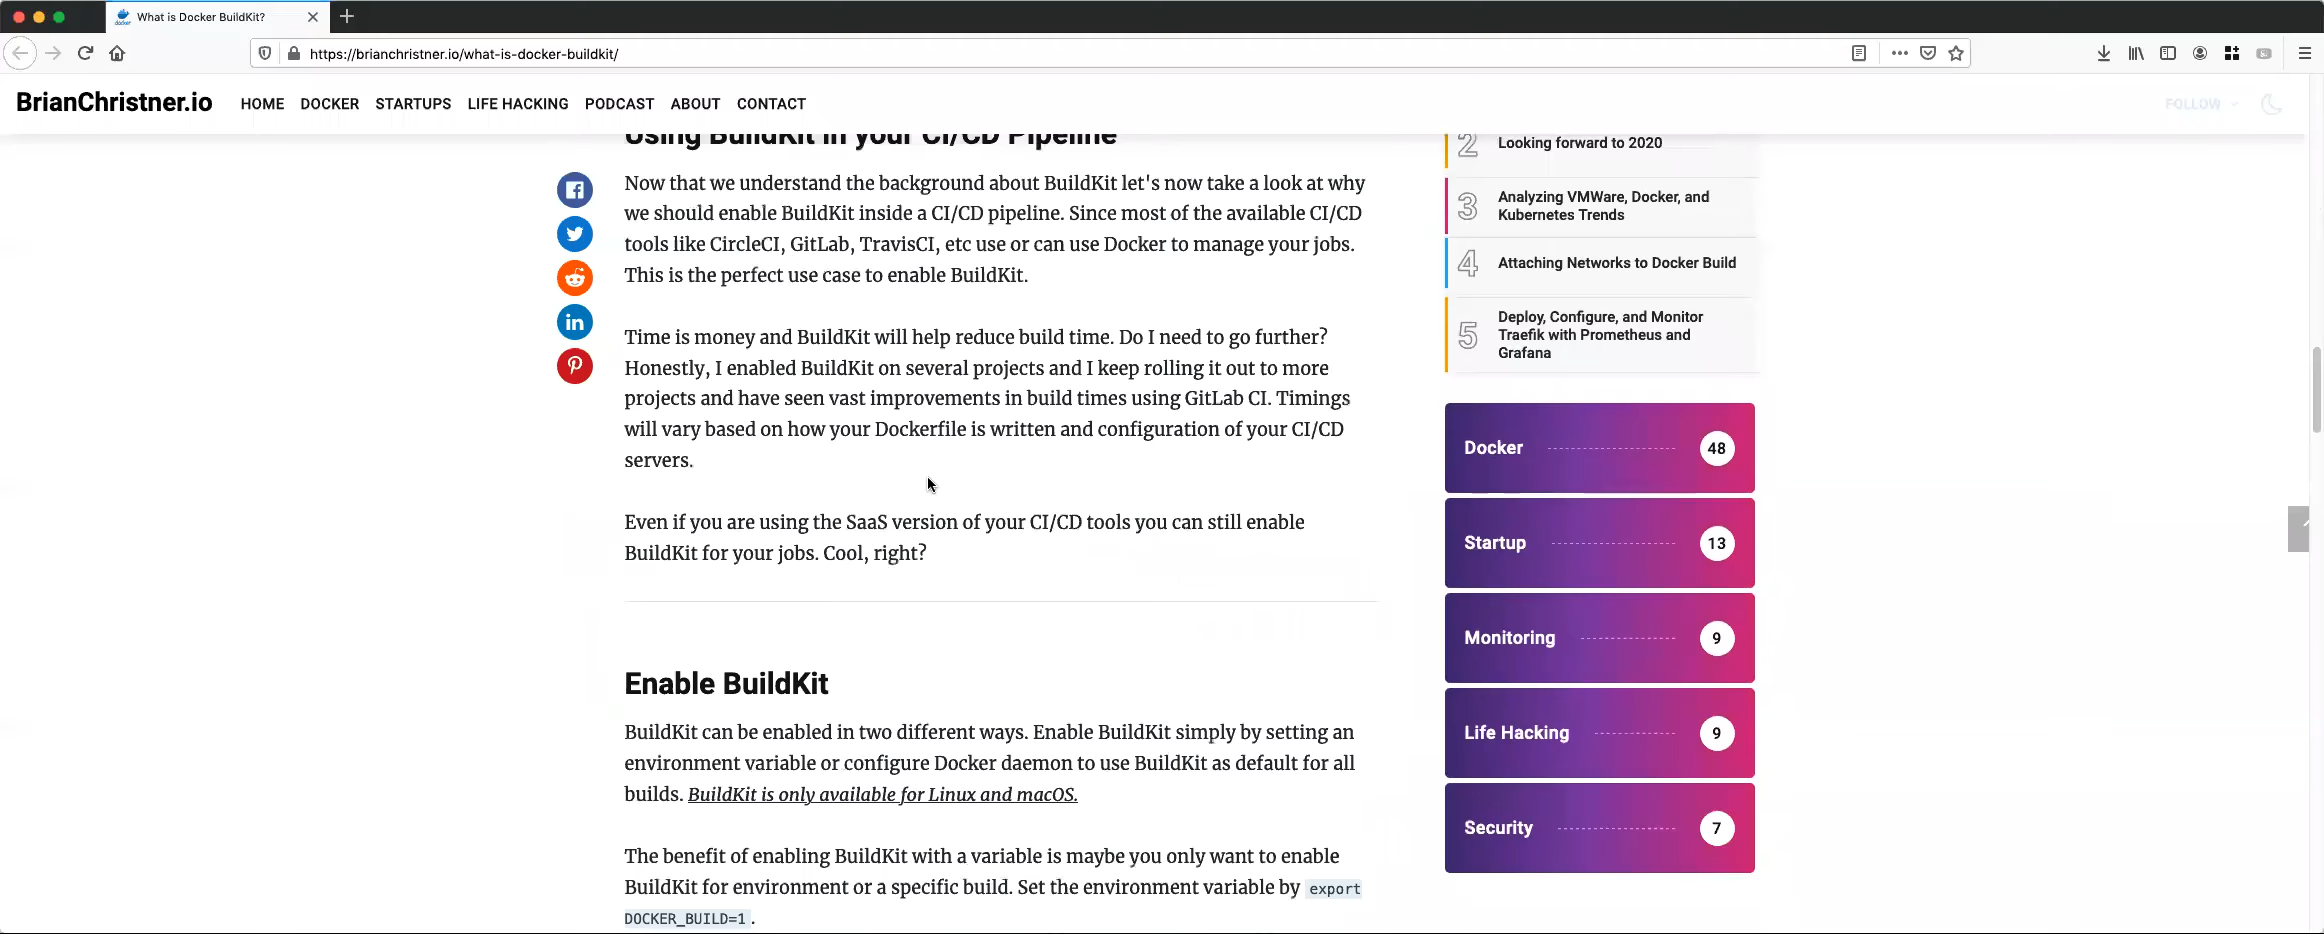 What is Docker BuildKit?
https://brianchristner.io/what-is-docker-buildkit/
BrianChristner.io HOME DOCKER STARTUPS LIFE HACKING PODCAST ABOUT CONTACT FOLLOW
Using BuildKit in your CI/CD Pipeline
Now that we understand the background about BuildKit let's now take a look at why
we should enable BuildKit inside a CI/CD pipeline. Since most of the available CI/CD
tools like CircleCI, GitLab, TravisCI, etc use or can use Docker to manage your jobs.
This is the perfect use case to enable BuildKit.
Time is money and BuildKit will help reduce build time. Do I need to go further?
Honestly, I enabled BuildKit on several projects and I keep rolling it out to more
projects and have seen vast improvements in build times using GitLab CI. Timings
will vary based on how your Dockerfile is written and configuration of your CI/CD
servers.
Even if you are using the SaaS version of your CI/CD tools you can still enable
BuildKit for your jobs. Cool, right?
Enable BuildKit
BuildKit can be enabled in two different ways. Enable BuildKit simply by setting an
environment variable or configure Docker daemon to use BuildKit as default for all
builds. BuildKit is only available for Linux and macOS.
The benefit of enabling BuildKit with a variable is maybe you only want to enable
BuildKit for environment or a specific build. Set the environment variable by export
DOCKER_BUILD=1 .
2 Looking forward to 2020
3 Analyzing VMWare, Docker, and
Kubernetes Trends
4 Attaching Networks to Docker Build
5 Deploy, Configure, and Monitor
Traefik with Prometheus and
Grafana
Docker 48
Startup 13
Monitoring 9
Life Hacking 9
Security 7